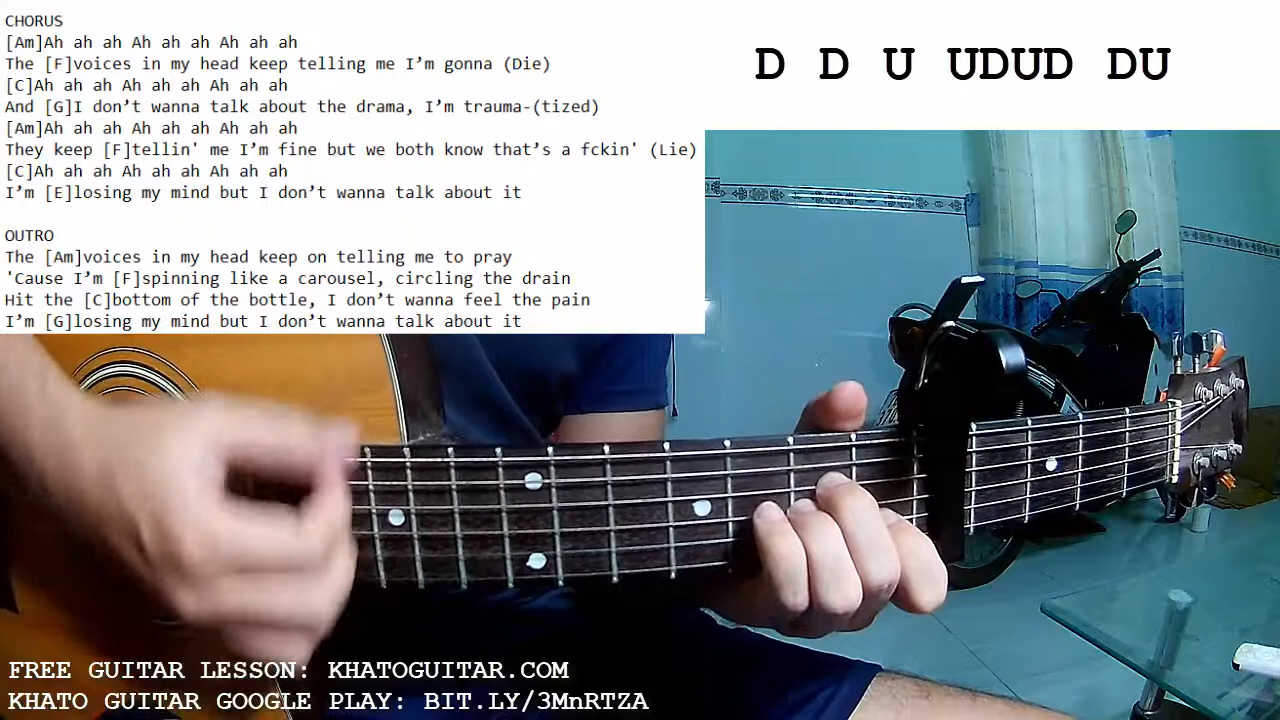 CHORUS
[Am]Ah ah ah Ah ah ah Ah ah ah
The [F]voices in my head keep telling me I’m gonna (Die)
[C]Ah ah ah Ah ah ah Ah ah ah
And [G]I don’t wanna talk about the drama, I’m trauma-(tized)
[Am]Ah ah ah Ah ah ah Ah ah ah
They keep [F]tellin' me I’m fine but we both know that’s a fckin' (Lie)
[C]Ah ah ah Ah ah ah Ah ah ah
I’m [E]losing my mind but I don’t wanna talk about it
OUTRO
The [Am]voices in my head keep on telling me to pray
'Cause I’m [F]spinning like a carousel, circling the drain
Hit the [C]bottom of the bottle, I don’t wanna feel the pain
I’m [G]losing my mind but I don’t wanna talk about it
D D U UDUD DU
FREE GUITAR LESSON: KHATOGUITAR.COM
KHATO GUITAR GOOGLE PLAY: BIT.LY/3MnRTZA